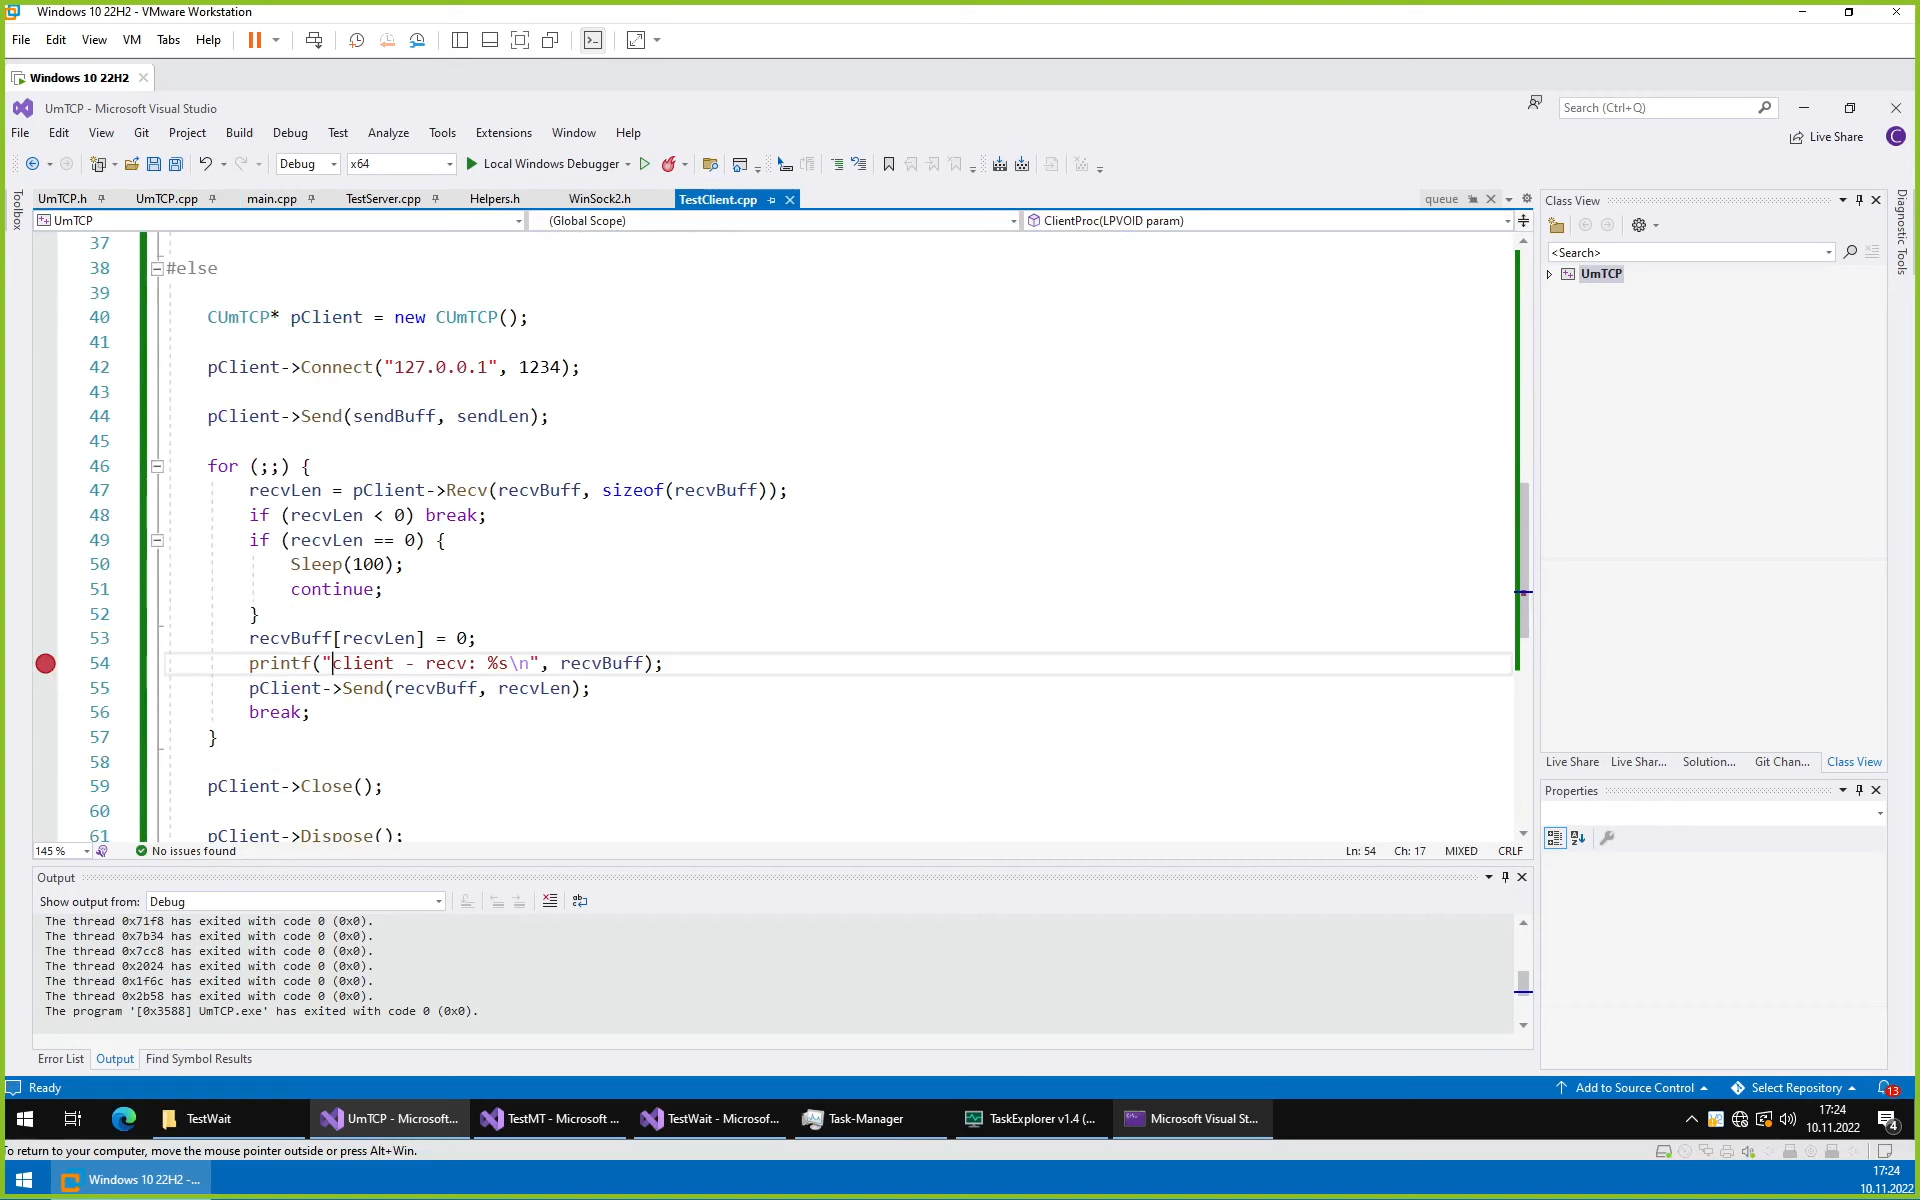 Windows 10 22H2 - VMware Workstation
File Edit View VM Tabs Help
Windows 10 22H2
UmTCP - Microsoft Visual Studio
Search (Ctrl+Q)
File Edit View Git Project Build Debug Test Analyze Tools Extensions Window Help
Live Share
C
Debug x64 Local Windows Debugger
Toolbox
UmTCP.h UmTCP.cpp main.cpp TestServer.cpp Helpers.h WinSock2.h TestClient.cpp queue
UmTCP (Global Scope) ClientProc(LPVOID param)
37
38 #else
39
40 CUmTCP* pClient = new CUmTCP();
41
42 pClient->Connect("127.0.0.1", 1234);
43
44 pClient->Send(sendBuff, sendLen);
45
46 for (;;) {
47 recvLen = pClient->Recv(recvBuff, sizeof(recvBuff));
48 if (recvLen < 0) break;
49 if (recvLen == 0) {
50 Sleep(100);
51 continue;
52 }
53 recvBuff[recvLen] = 0;
54 printf("client - recv: %s\n", recvBuff);
55 pClient->Send(recvBuff, recvLen);
56 break;
57 }
58
59 pClient->Close();
60
61 pClient->Dispose();
145 % No issues found Ln: 54 Ch: 17 MIXED CRLF
Output
Show output from: Debug
The thread 0x71f8 has exited with code 0 (0x0).
The thread 0x7b34 has exited with code 0 (0x0).
The thread 0x7cc8 has exited with code 0 (0x0).
The thread 0x2024 has exited with code 0 (0x0).
The thread 0x1f6c has exited with code 0 (0x0).
The thread 0x2b58 has exited with code 0 (0x0).
The program '[0x3588] UmTCP.exe' has exited with code 0 (0x0).
Error List Output Find Symbol Results
Class View
<Search>
UmTCP
Live Share Live Shar... Solution... Git Chan... Class View
Properties
Diagnostic Tools
Ready Add to Source Control Select Repository 13
TestWait UmTCP - Microsoft... TestMT - Microsoft ... TestWait - Microsof... Task-Manager TaskExplorer v1.4 (... Microsoft Visual St...
17:24
10.11.2022
4
To return to your computer, move the mouse pointer outside or press Alt+Win.
Windows 10 22H2 -...
17:24
10.11.2022